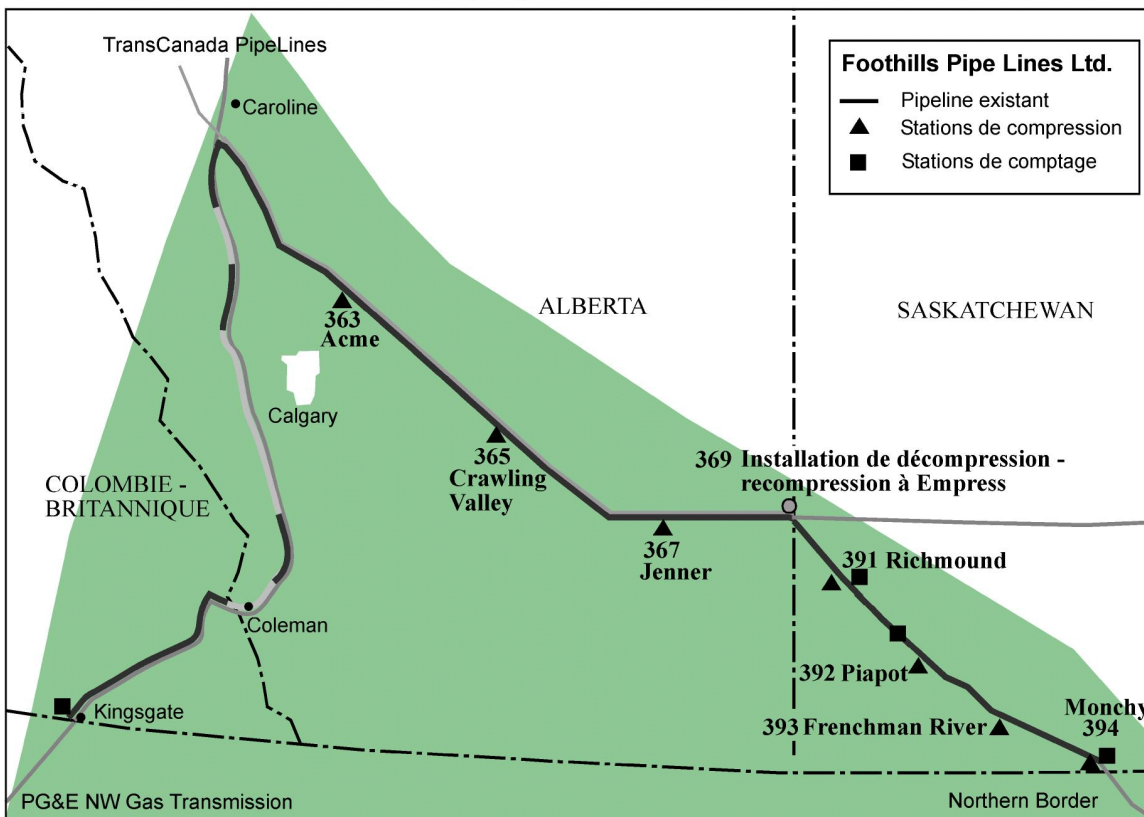 TransCanada PipeLines
Caroline
Foothills Pipe Lines Ltd.
Pipeline existant
Stations de compression
Stations de comptage
ALBERTA
SASKATCHEWAN
363
Acme
Calgary
365
Crawling
Valley
COLOMBIE -
BRITANNIQUE
369 Installation de décompression -
recompression à Empress
367
Jenner
391 Richmound
Coleman
392 Piapot
Kingsgate
393 Frenchman River
Monchy
394
PG&E NW Gas Transmission
Northern Border